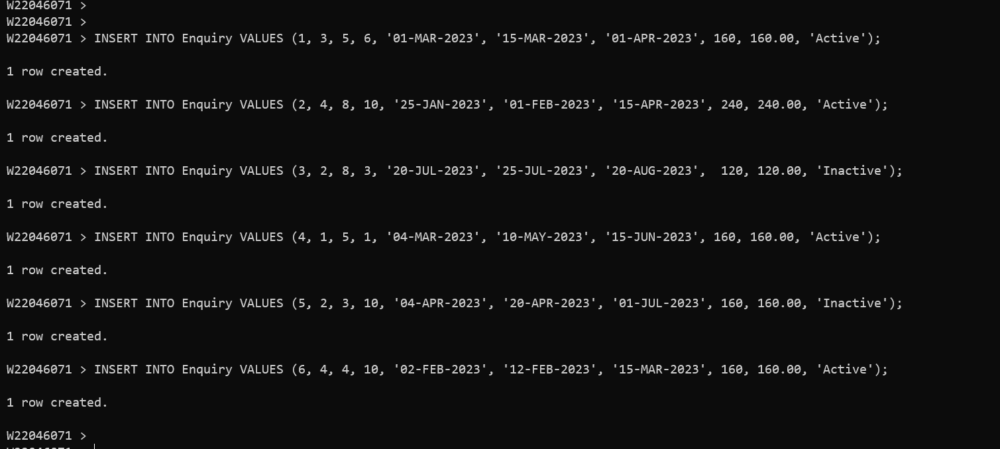 W22046071 >
W22046071 >
W22046071 > INSERT INTO Enquiry VALUES (1, 3, 5, 6, '01-MAR-2023', '15-MAR-2023', '01-APR-2023', 160, 160.00, 'Active');
1 row created.
W22046071 > INSERT INTO Enquiry VALUES (2, 4, 8, 10, '25-JAN-2023', '01-FEB-2023', '15-APR-2023', 240, 240.00, 'Active');
1 row created.
W22046071 > INSERT INTO Enquiry VALUES (3, 2, 8, 3, '20-JUL-2023', '25-JUL-2023', '20-AUG-2023',  120, 120.00, 'Inactive');
1 row created.
W22046071 > INSERT INTO Enquiry VALUES (4, 1, 5, 1, '04-MAR-2023', '10-MAY-2023', '15-JUN-2023', 160, 160.00, 'Active');
1 row created.
W22046071 > INSERT INTO Enquiry VALUES (5, 2, 3, 10, '04-APR-2023', '20-APR-2023', '01-JUL-2023', 160, 160.00, 'Inactive');
1 row created.
W22046071 > INSERT INTO Enquiry VALUES (6, 4, 4, 10, '02-FEB-2023', '12-FEB-2023', '15-MAR-2023', 160, 160.00, 'Active');
1 row created.
W22046071 >